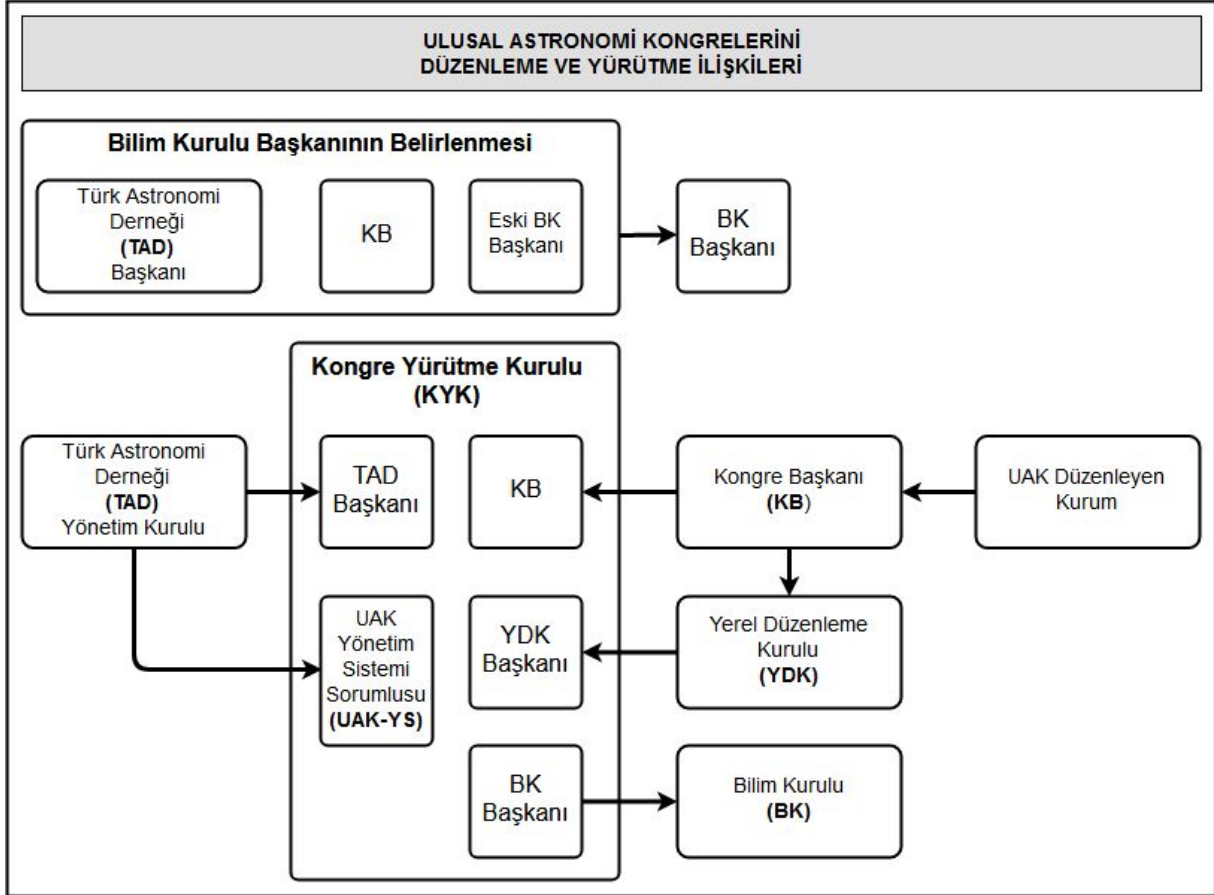 ULUSAL ASTRONOMİ KONGRELERİNİ
DÜZENLEME VE YÜRÜTME İLİŞKİLERİ
Bilim Kurulu Başkanının Belirlenmesi
Türk Astronomi
Derneği
(TAD)
Başkanı
KB
Eski BK
Başkanı
BK
Başkanı
Kongre Yürütme Kurulu
(KYK)
Türk Astronomi
Derneği
(TAD)
Yönetim Kurulu
TAD
Başkanı
KB
Kongre Başkanı
(KB)
UAK Düzenleyen
Kurum
UAK
Yönetim
Sistemi
Sorumlusu
(UAK-YS)
YDK
Başkanı
Yerel Düzenleme
Kurulu
(YDK)
BK
Başkanı
Bilim Kurulu
(BK)